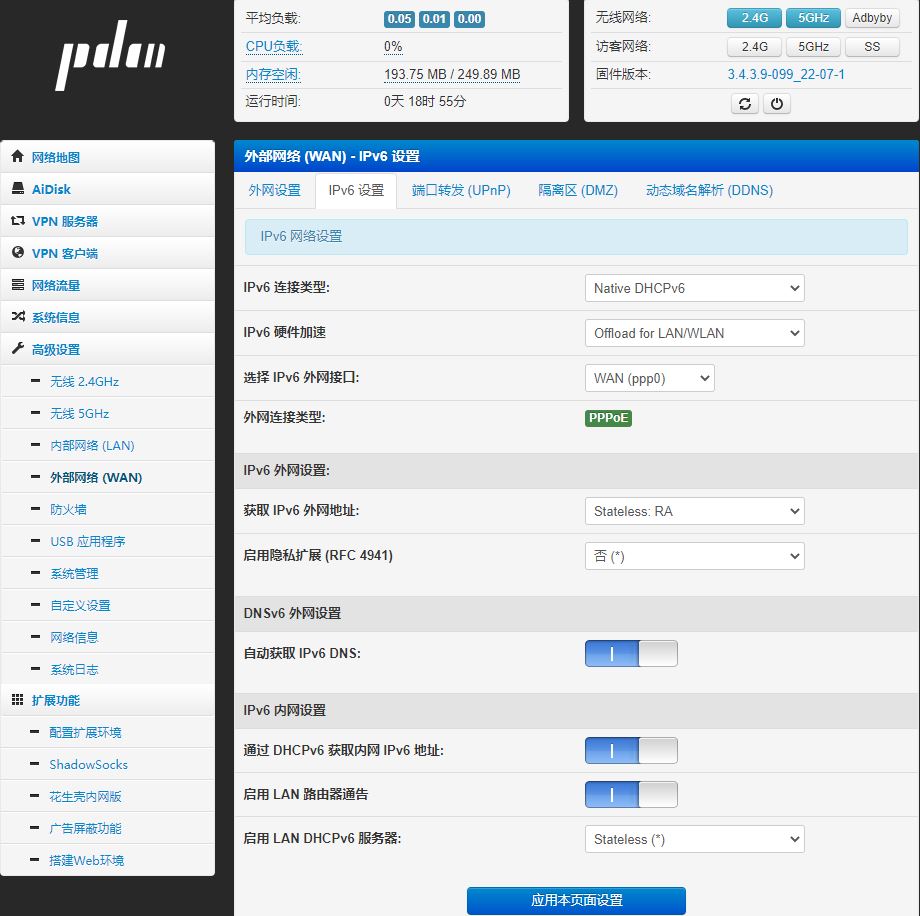 pdcn
平均负载: 0.05 0.01 0.00
CPU负载: 0%
内存空闲: 193.75 MB / 249.89 MB
运行时间: 0天 18时 55分
无线网络: 2.4G 5GHz Adbyby
访客网络: 2.4G 5GHz SS
固件版本: 3.4.3.9-099_22-07-1
网络地图
AiDisk
VPN 服务器
VPN 客户端
网络流量
系统信息
高级设置
无线 2.4GHz
无线 5GHz
内部网络 (LAN)
外部网络 (WAN)
防火墙
USB 应用程序
系统管理
自定义设置
网络信息
系统日志
扩展功能
配置扩展环境
ShadowSocks
花生壳内网版
广告屏蔽功能
搭建Web环境
外部网络 (WAN) - IPv6 设置
外网设置 IPv6 设置 端口转发 (UPnP) 隔离区 (DMZ) 动态域名解析 (DDNS)
IPv6 网络设置
IPv6 连接类型: Native DHCPv6
IPv6 硬件加速 Offload for LAN/WLAN
选择 IPv6 外网接口: WAN (ppp0)
外网连接类型: PPPoE
IPv6 外网设置:
获取 IPv6 外网地址: Stateless: RA
启用隐私扩展 (RFC 4941) 否 (*)
DNSv6 外网设置
自动获取 IPv6 DNS:
IPv6 内网设置
通过 DHCPv6 获取内网 IPv6 地址:
启用 LAN 路由器通告
启用 LAN DHCPv6 服务器: Stateless (*)
应用本页面设置